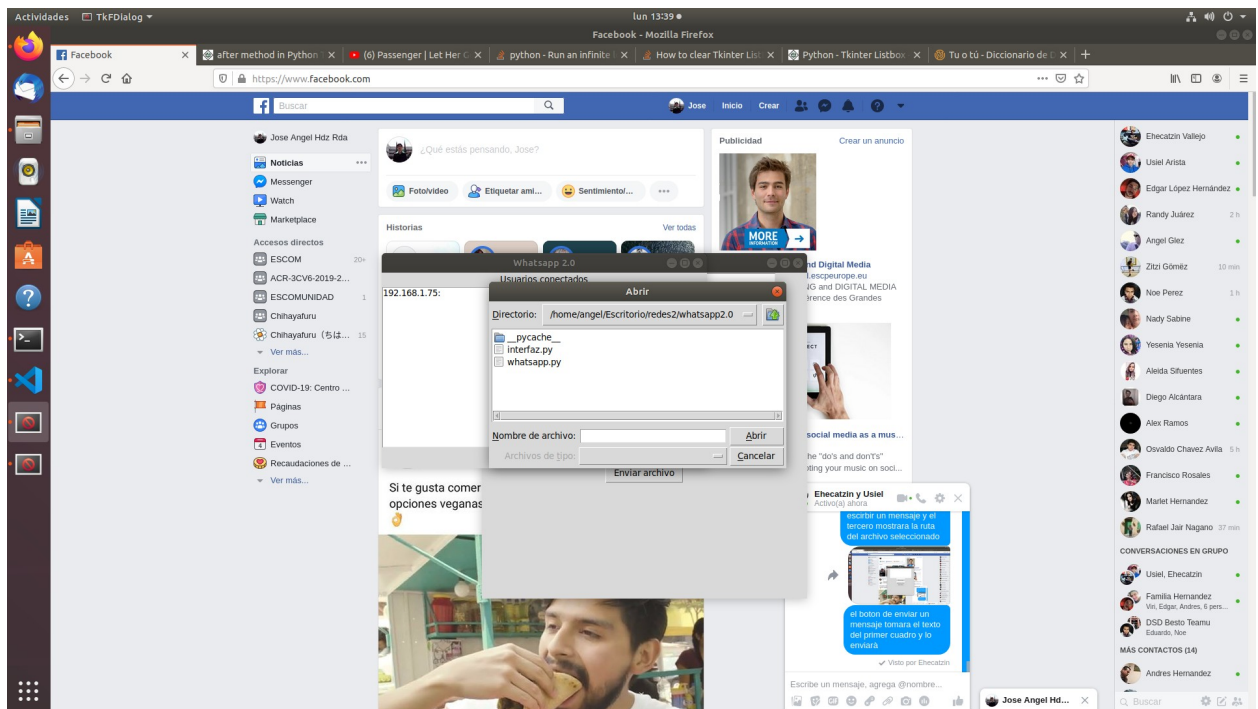 Actividades
TkFDialog
lun 13:39
Facebook - Mozilla Firefox
Facebook
after method in Python
(6) Passenger | Let Her G
python - Run an infinite l
How to clear Tkinter List
Python - Tkinter Listbox
Tu o tú - Diccionario de D
https://www.facebook.com
Buscar
Jose
Inicio
Crear
Jose Angel Hdz Rda
Noticias
Messenger
Watch
Marketplace
Accesos directos
ESCOM 20+
ACR-3CV6-2019-2...
ESCOMUNIDAD 1
Chihayafuru
Chihayafuru (ちは... 15
Ver más...
Explorar
COVID-19: Centro ...
Páginas
Grupos
Eventos
4
Recaudaciones de ...
Ver más...
¿Qué estás pensando, Jose?
Foto/video
Etiquetar ami...
Sentimiento/...
Historias
Ver todas
Si te gusta comer
opciones veganas
Whatsapp 2.0
Usuarios conectados
192.168.1.75:
Abrir
Directorio: /home/angel/Escritorio/redes2/whatsapp2.0
__pycache__
interfaz.py
whatsapp.py
Nombre de archivo:
Abrir
Archivos de tipo:
Cancelar
Enviar archivo
Publicidad
Crear un anuncio
MORE
INFORMATION
nd Digital Media
.escpeurope.eu
NG and DIGITAL MEDIA
érence des Grandes
social media as a mus...
he "do's and don't's"
oting your music on soci...
Ehecatzin y Usiel
Activo(a) ahora
escirbir un mensaje y el
tercero mostrara la ruta
del archivo seleccionado
el boton de enviar un
mensaje tomara el texto
del primer cuadro y lo
enviará
Visto por Ehecatzin
Escribe un mensaje, agrega @nombre...
Jose Angel Hd...
Ehecatzin Vallejo
Usiel Arista
Edgar López Hernández
Randy Juárez 2 h
Angel Glez
Zitzi Gómëz 10 min
Noe Perez 1 h
Nady Sabine
Yesenia Yesenia
Aleida Sifuentes
Diego Alcántara
Alex Ramos
Osvaldo Chavez Avila 5 h
Francisco Rosales
Marlet Hernandez
Rafael Jair Nagano 37 min
CONVERSACIONES EN GRUPO
Usiel, Ehecatzin
Familia Hernandez
Viri, Edgar, Andres, 6 pers...
DSD Besto Teamu
Eduardo, Noe
MÁS CONTACTOS (14)
Andres Hernandez
Buscar